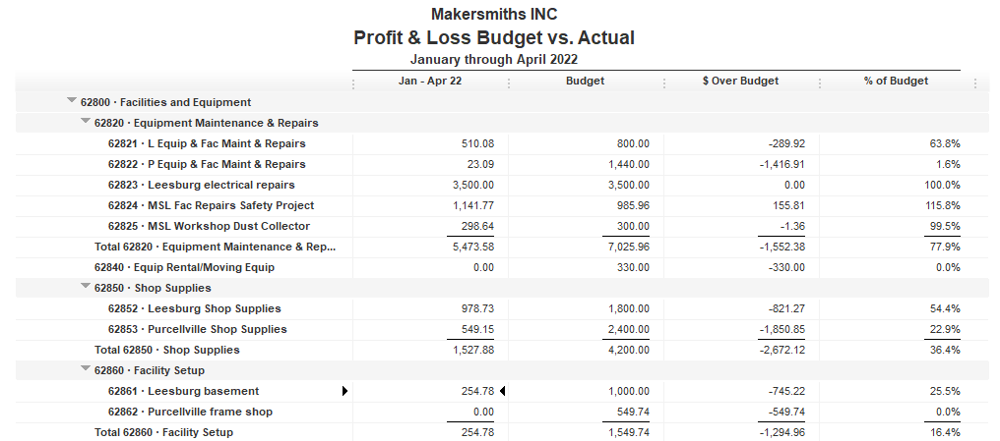 Makersmiths INC
Profit & Loss Budget vs. Actual
January through April 2022
Jan - Apr 22 Budget $ Over Budget % of Budget
62800 · Facilities and Equipment
62820 · Equipment Maintenance & Repairs
62821 · L Equip & Fac Maint & Repairs 510.08 800.00 -289.92 63.8%
62822 · P Equip & Fac Maint & Repairs 23.09 1,440.00 -1,416.91 1.6%
62823 · Leesburg electrical repairs 3,500.00 3,500.00 0.00 100.0%
62824 · MSL Fac Repairs Safety Project 1,141.77 985.96 155.81 115.8%
62825 · MSL Workshop Dust Collector 298.64 300.00 -1.36 99.5%
Total 62820 · Equipment Maintenance & Rep... 5,473.58 7,025.96 -1,552.38 77.9%
62840 · Equip Rental/Moving Equip 0.00 330.00 -330.00 0.0%
62850 · Shop Supplies
62852 · Leesburg Shop Supplies 978.73 1,800.00 -821.27 54.4%
62853 · Purcellville Shop Supplies 549.15 2,400.00 -1,850.85 22.9%
Total 62850 · Shop Supplies 1,527.88 4,200.00 -2,672.12 36.4%
62860 · Facility Setup
62861 · Leesburg basement 254.78 1,000.00 -745.22 25.5%
62862 · Purcellville frame shop 0.00 549.74 -549.74 0.0%
Total 62860 · Facility Setup 254.78 1,549.74 -1,294.96 16.4%